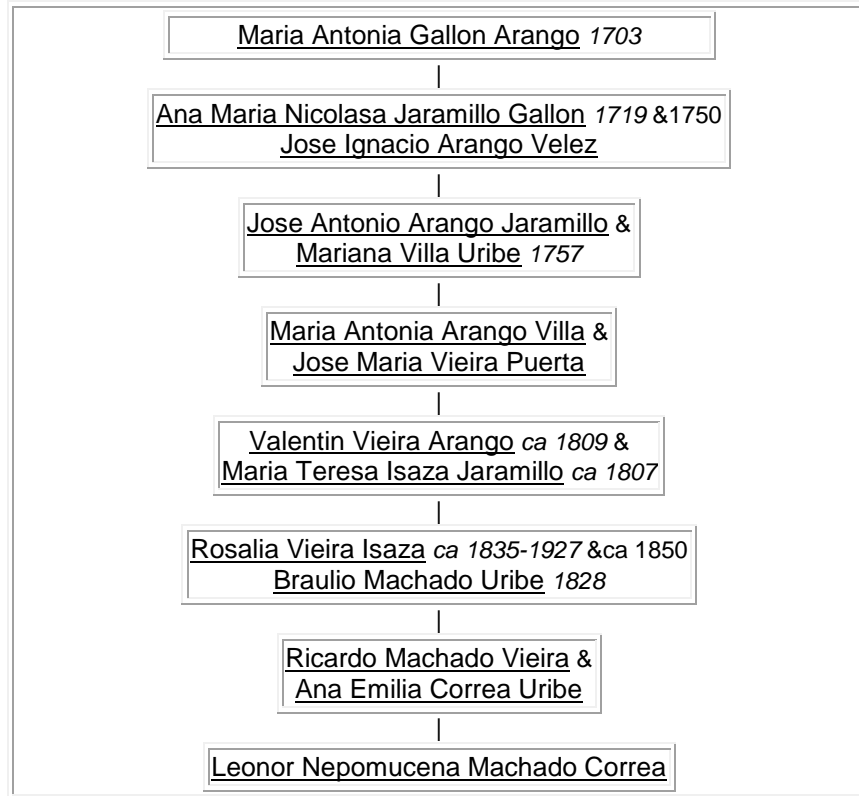 Maria Antonia Gallon Arango 1703
Ana Maria Nicolasa Jaramillo Gallon 1719 &1750
Jose Ignacio Arango Velez
Jose Antonio Arango Jaramillo &
Mariana Villa Uribe 1757
Maria Antonia Arango Villa &
Jose Maria Vieira Puerta
Valentin Vieira Arango ca 1809 &
Maria Teresa Isaza Jaramillo ca 1807
Rosalia Vieira Isaza ca 1835-1927 &ca 1850
Braulio Machado Uribe 1828
Ricardo Machado Vieira &
Ana Emilia Correa Uribe
Leonor Nepomucena Machado Correa